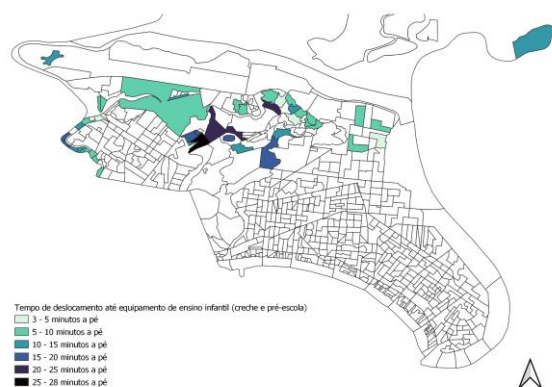 Tempo de deslocamento até equipamento de ensino infantil (creche e pré-escola)
3 - 5 minutos a pé
5 - 10 minutos a pé
10 - 15 minutos a pé
15 - 20 minutos a pé
20 - 25 minutos a pé
25 - 28 minutos a pé